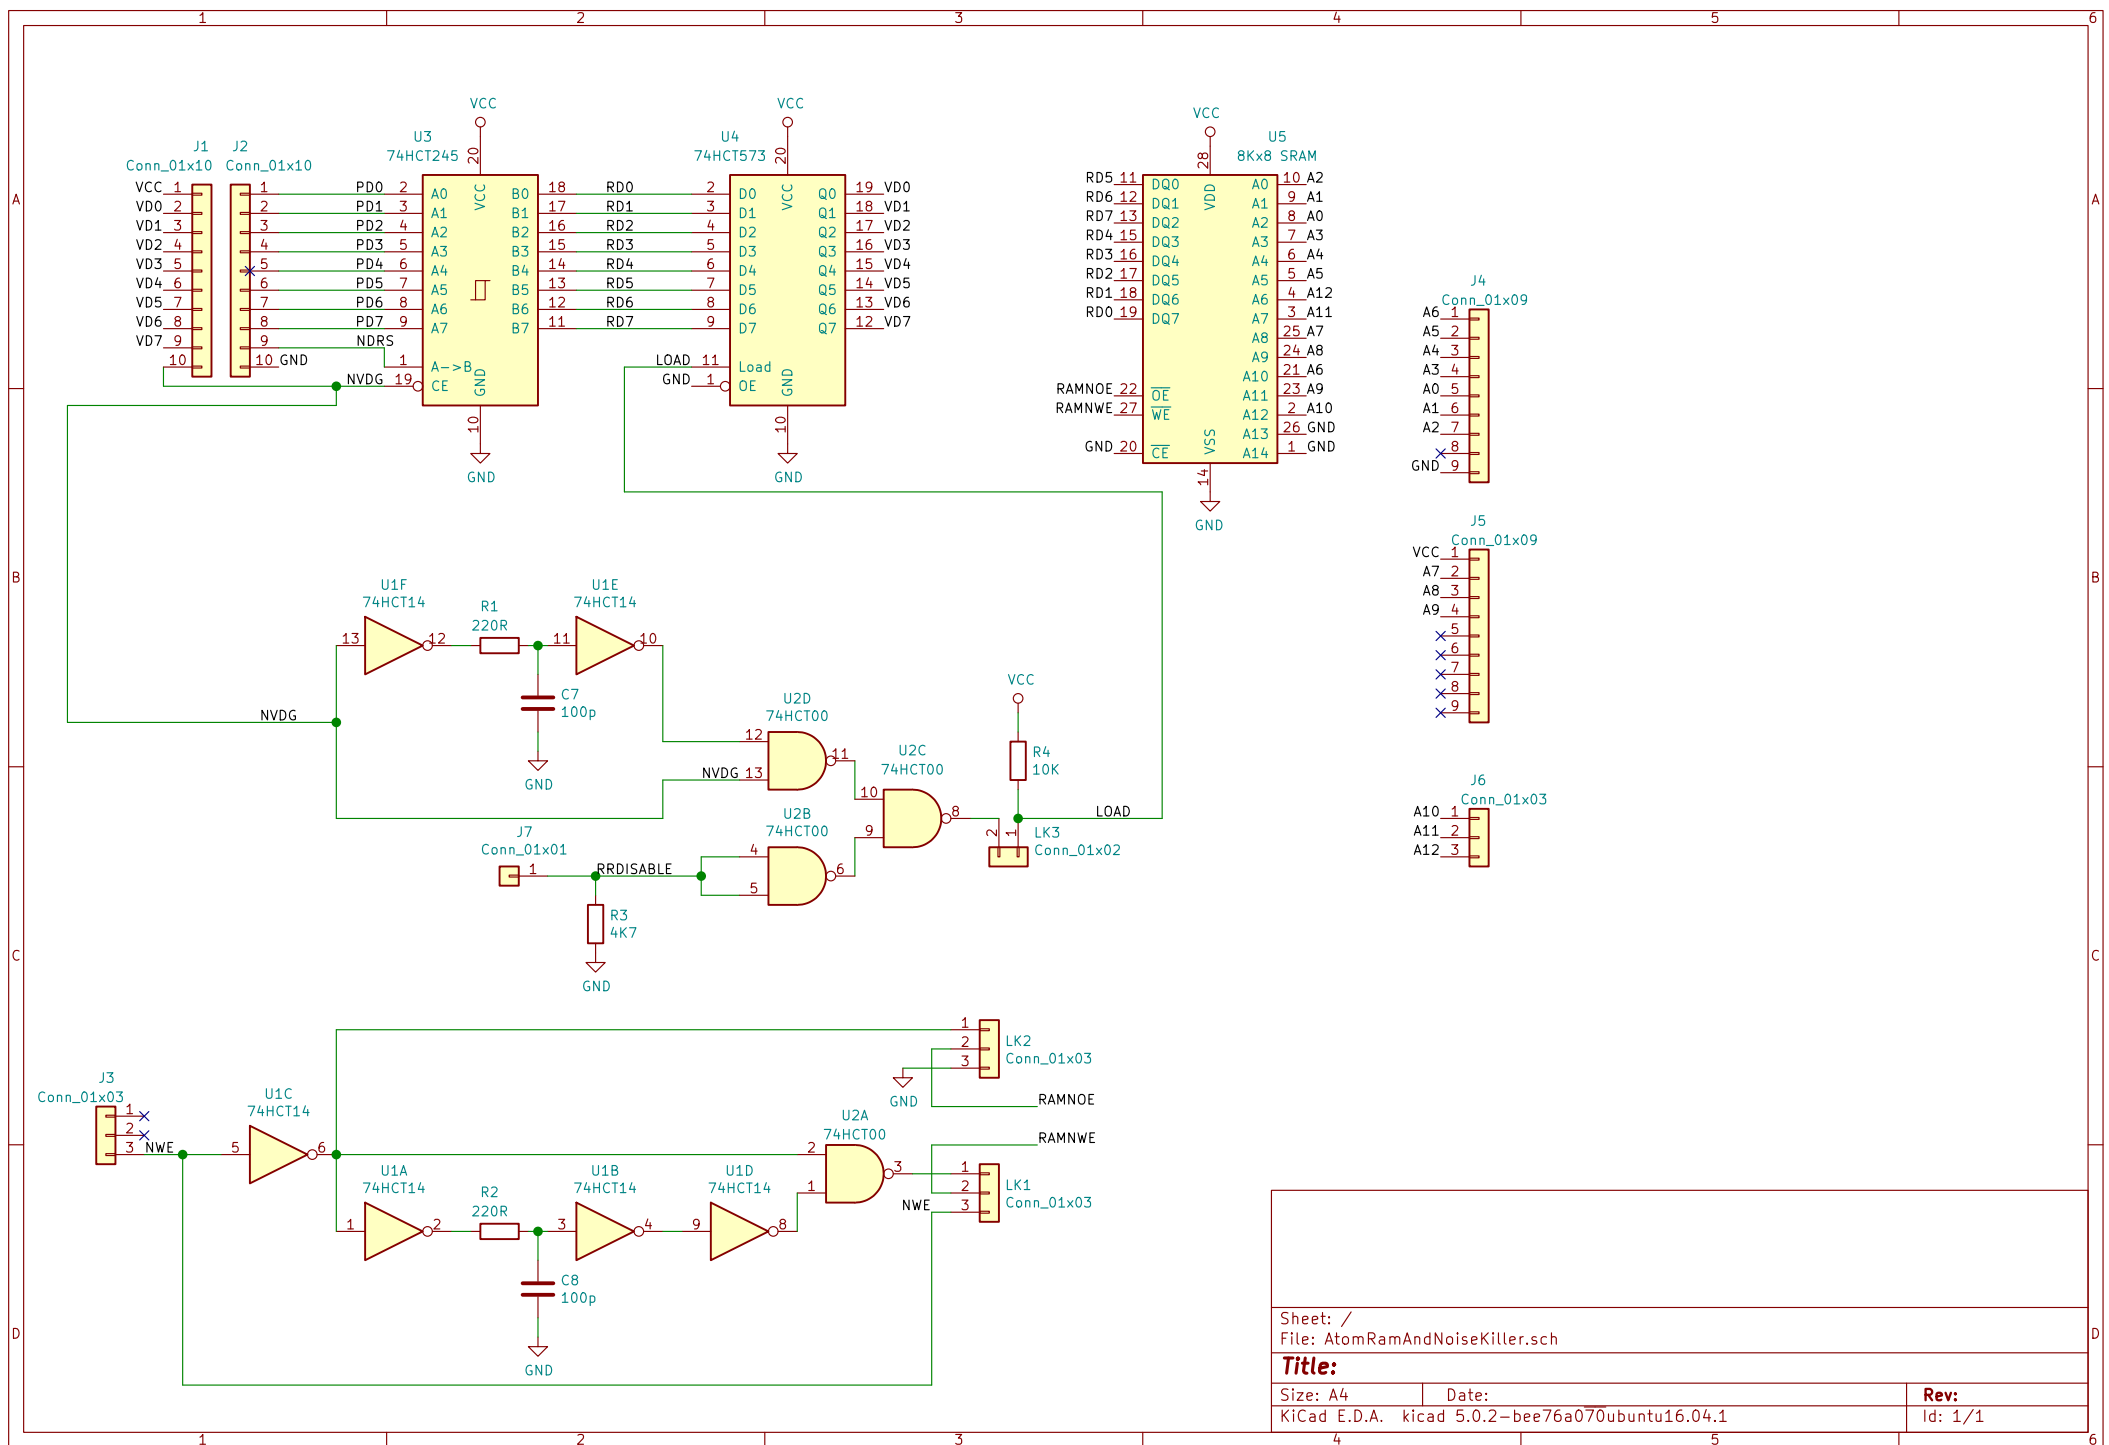 1 2 3 4 5 6
A
B
C
D
J1
Conn_01x10
VCC 1
VD0 2
VD1 3
VD2 4
VD3 5
VD4 6
VD5 7
VD6 8
VD7 9
10
J2
Conn_01x10
1 PD0
2 PD1
3 PD2
4 PD3
5 PD4
6 PD5
7 PD6
8 PD7
9 NDRS
10 GND
NVDG
VCC
U3
74HCT245
20
VCC
2 A0 B0 18
3 A1 B1 17
4 A2 B2 16
5 A3 B3 15
6 A4 B4 14
7 A5 B5 13
8 A6 B6 12
9 A7 B7 11
1 A->B
19 CE
GND
10
GND
RD0
RD1
RD2
RD3
RD4
RD5
RD6
RD7
VCC
U4
74HCT573
20
VCC
2 D0 Q0 19 VD0
3 D1 Q1 18 VD1
4 D2 Q2 17 VD2
5 D3 Q3 16 VD3
6 D4 Q4 15 VD4
7 D5 Q5 14 VD5
8 D6 Q6 13 VD6
9 D7 Q7 12 VD7
LOAD 11 Load
GND 1 OE
GND
10
GND
VCC
U5
8Kx8 SRAM
28
VDD
RD5 11 DQ0 A0 10 A2
RD6 12 DQ1 A1 9 A1
RD7 13 DQ2 A2 8 A0
RD4 15 DQ3 A3 7 A3
RD3 16 DQ4 A4 6 A4
RD2 17 DQ5 A5 5 A5
RD1 18 DQ6 A6 4 A12
RD0 19 DQ7 A7 3 A11
A8 25 A7
A9 24 A8
A10 21 A6
RAMNOE 22 OE A11 23 A9
RAMNWE 27 WE A12 2 A10
A13 26 GND
GND 20 CE A14 1 GND
VSS
14
GND
J4
Conn_01x09
A6 1
A5 2
A4 3
A3 4
A0 5
A1 6
A2 7
8
GND 9
J5
Conn_01x09
VCC 1
A7 2
A8 3
A9 4
5
6
7
8
9
J6
Conn_01x03
A10 1
A11 2
A12 3
U1F
74HCT14
13 12
R1
220R
U1E
74HCT14
11 10
C7
100p
GND
NVDG
U2D
74HCT00
12
NVDG 13
11
U2C
74HCT00
10
9
8
U2B
74HCT00
4
5
6
J7
Conn_01x01
1
RRDISABLE
R3
4K7
GND
VCC
R4
10K
LOAD
2 1
LK3
Conn_01x02
J3
Conn_01x03
1
2
3 NWE
U1C
74HCT14
5 6
U1A
74HCT14
1 2
R2
220R
U1B
74HCT14
3 4
U1D
74HCT14
9 8
C8
100p
GND
U2A
74HCT00
2
1
3
1
2
3
LK2
Conn_01x03
GND
RAMNOE
RAMNWE
1
2
NWE 3
LK1
Conn_01x03
Sheet: /
File: AtomRamAndNoiseKiller.sch
Title:
Size: A4 Date: Rev:
KiCad E.D.A. kicad 5.0.2-bee76a070ubuntu16.04.1 Id: 1/1
A
B
C
D
1 2 3 4 5 6